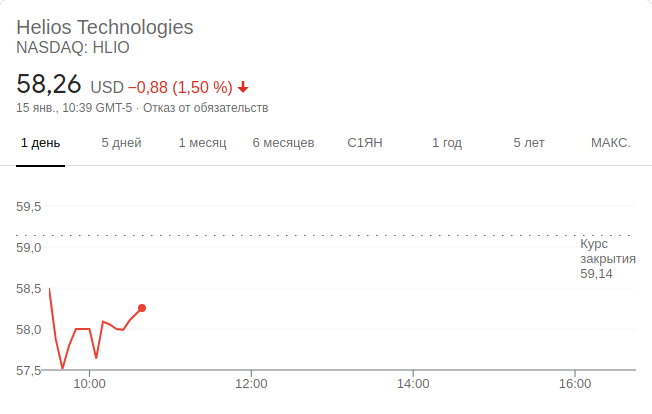 Helios Technologies
NASDAQ: HLIO
58,26 USD −0,88 (1,50 %)
15 янв., 10:39 GMT-5 · Отказ от обязательств
1 день 5 дней 1 месяц 6 месяцев С1ЯН 1 год 5 лет МАКС.
59,5
59,0
58,5
58,0
57,5
Курс
закрытия
59,14
10:00 12:00 14:00 16:00